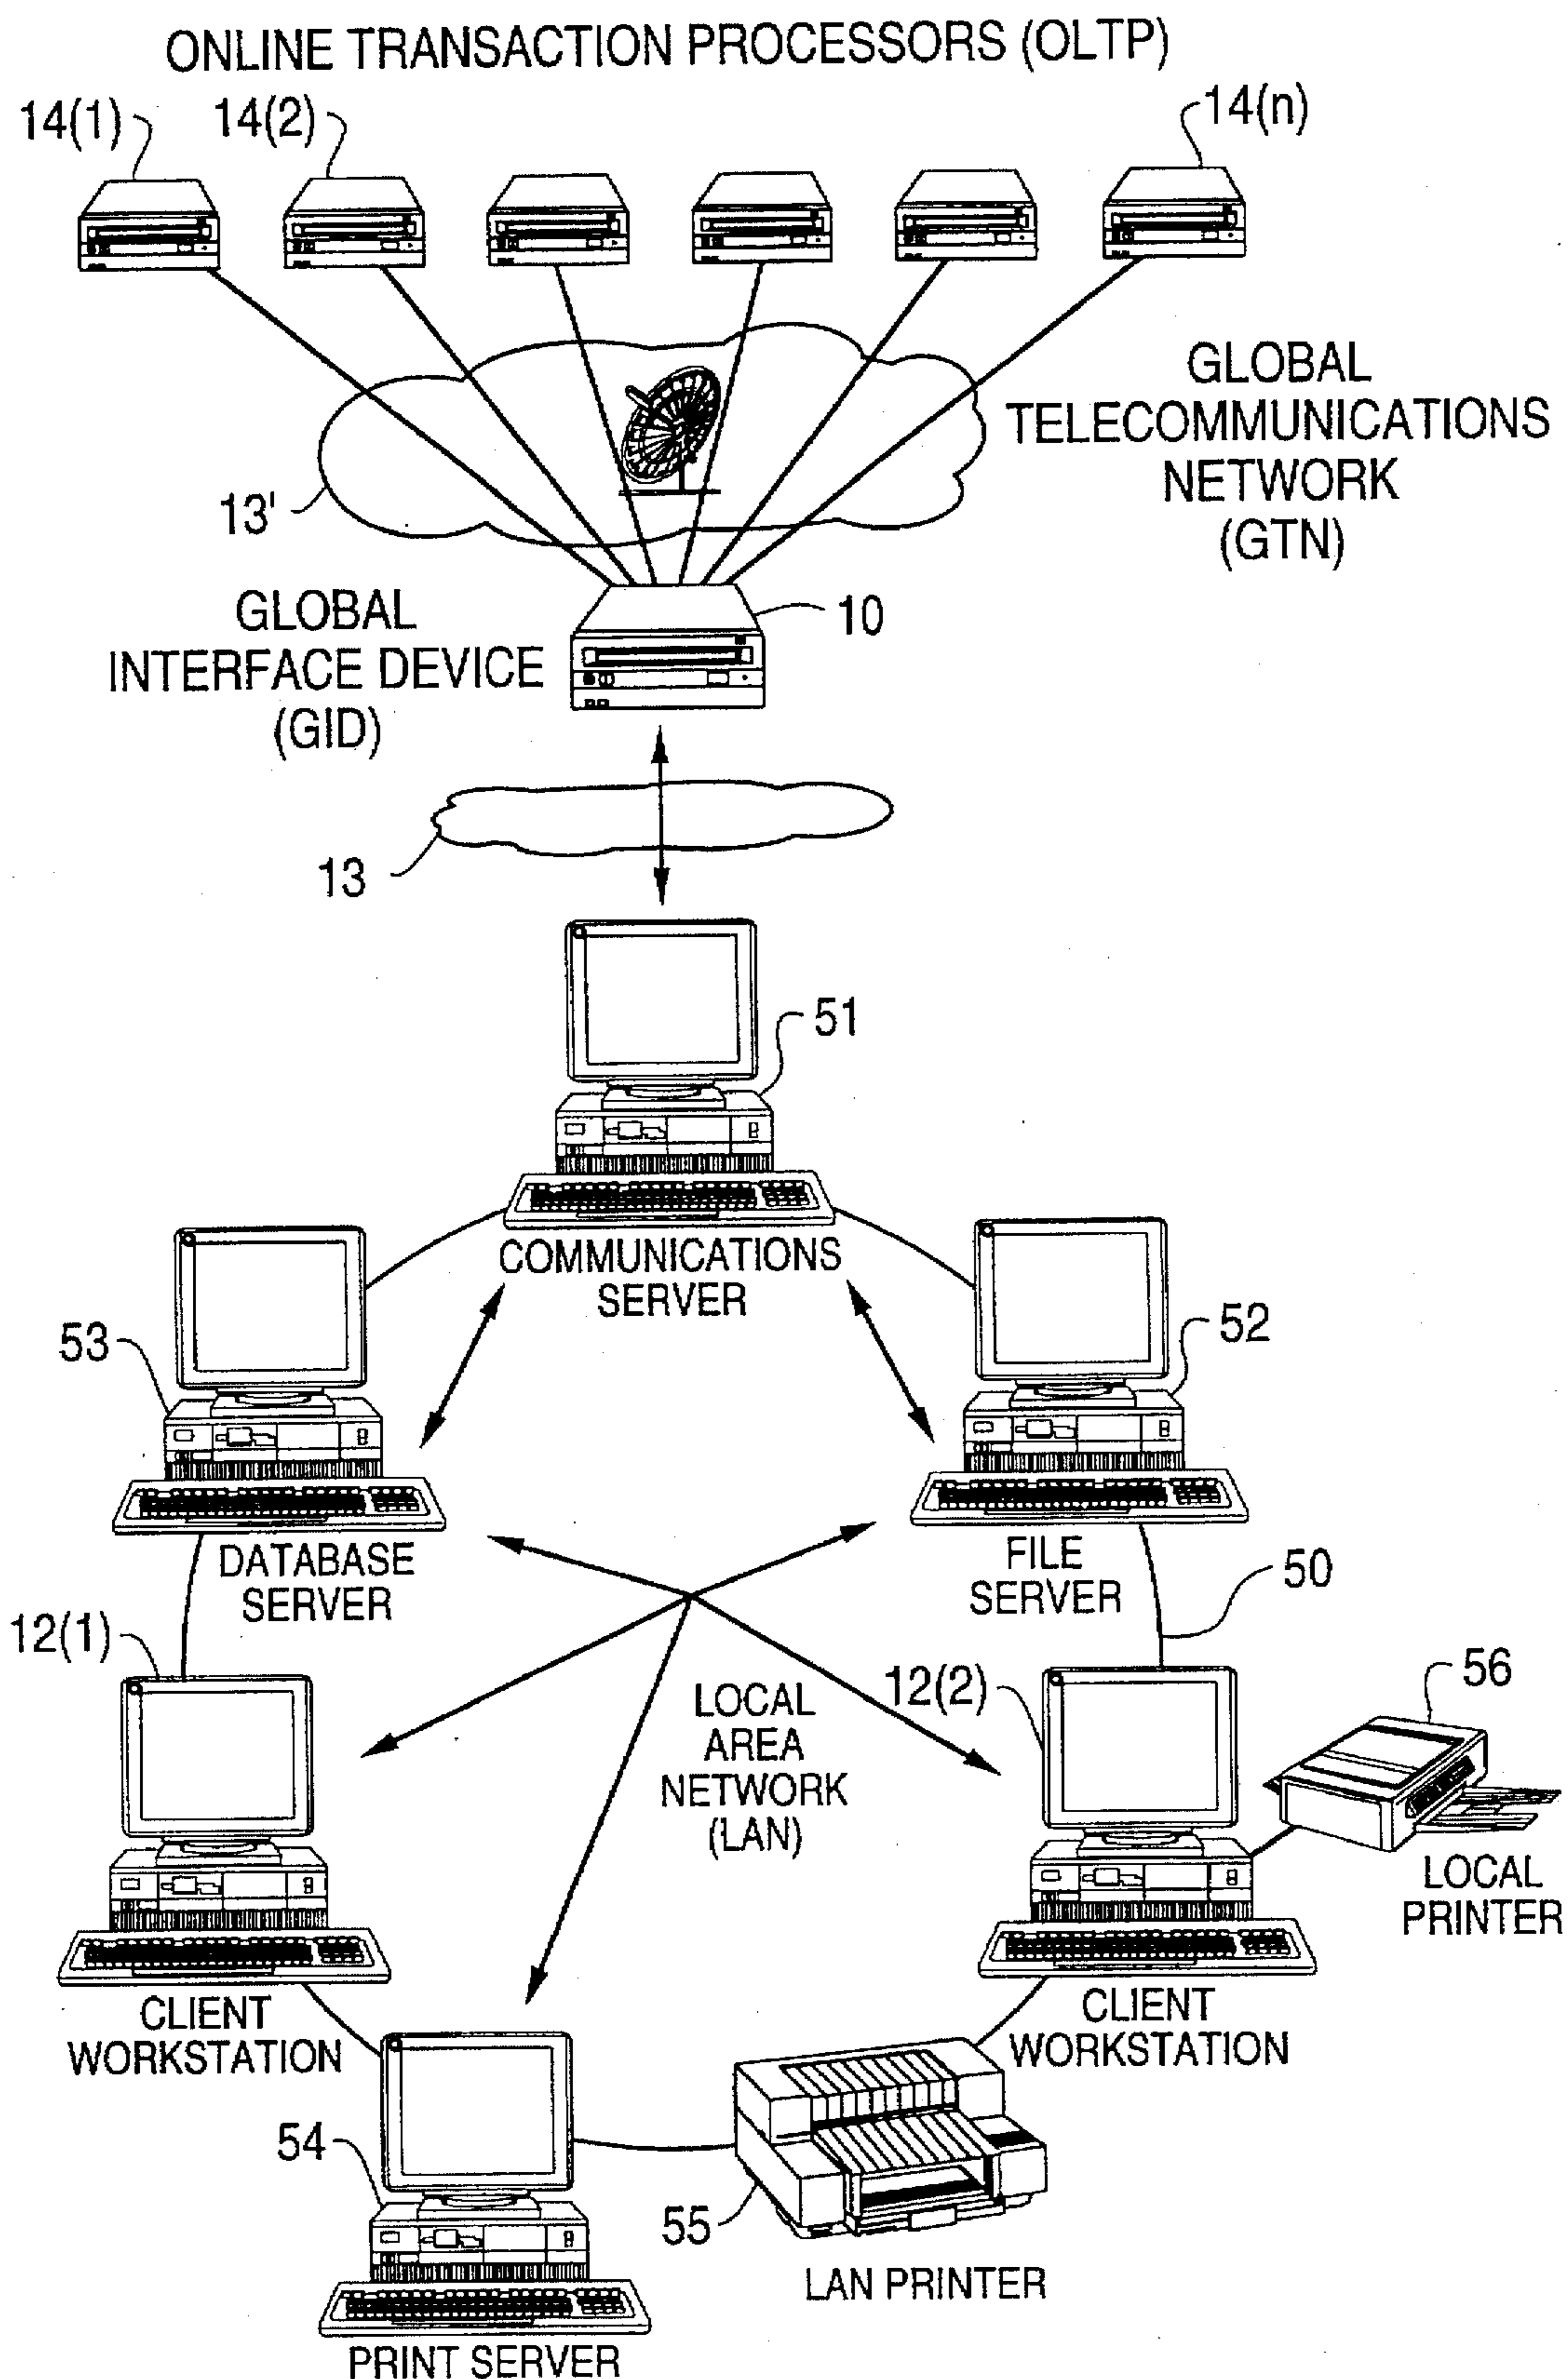 ONLINE TRANSACTION PROCESSORS (OLTP)
14(1)
14(2)
14(n)
GLOBAL
TELECOMMUNICATIONS
NETWORK
(GTN)
13'
10
GLOBAL
INTERFACE DEVICE
(GID)
13
51
COMMUNICATIONS
SERVER
53
52
DATABASE
SERVER
FILE
SERVER
50
12(1)
12(2)
56
LOCAL
AREA
NETWORK
(LAN)
LOCAL
PRINTER
CLIENT
WORKSTATION
CLIENT
WORKSTATION
54
55
LAN PRINTER
PRINT SERVER